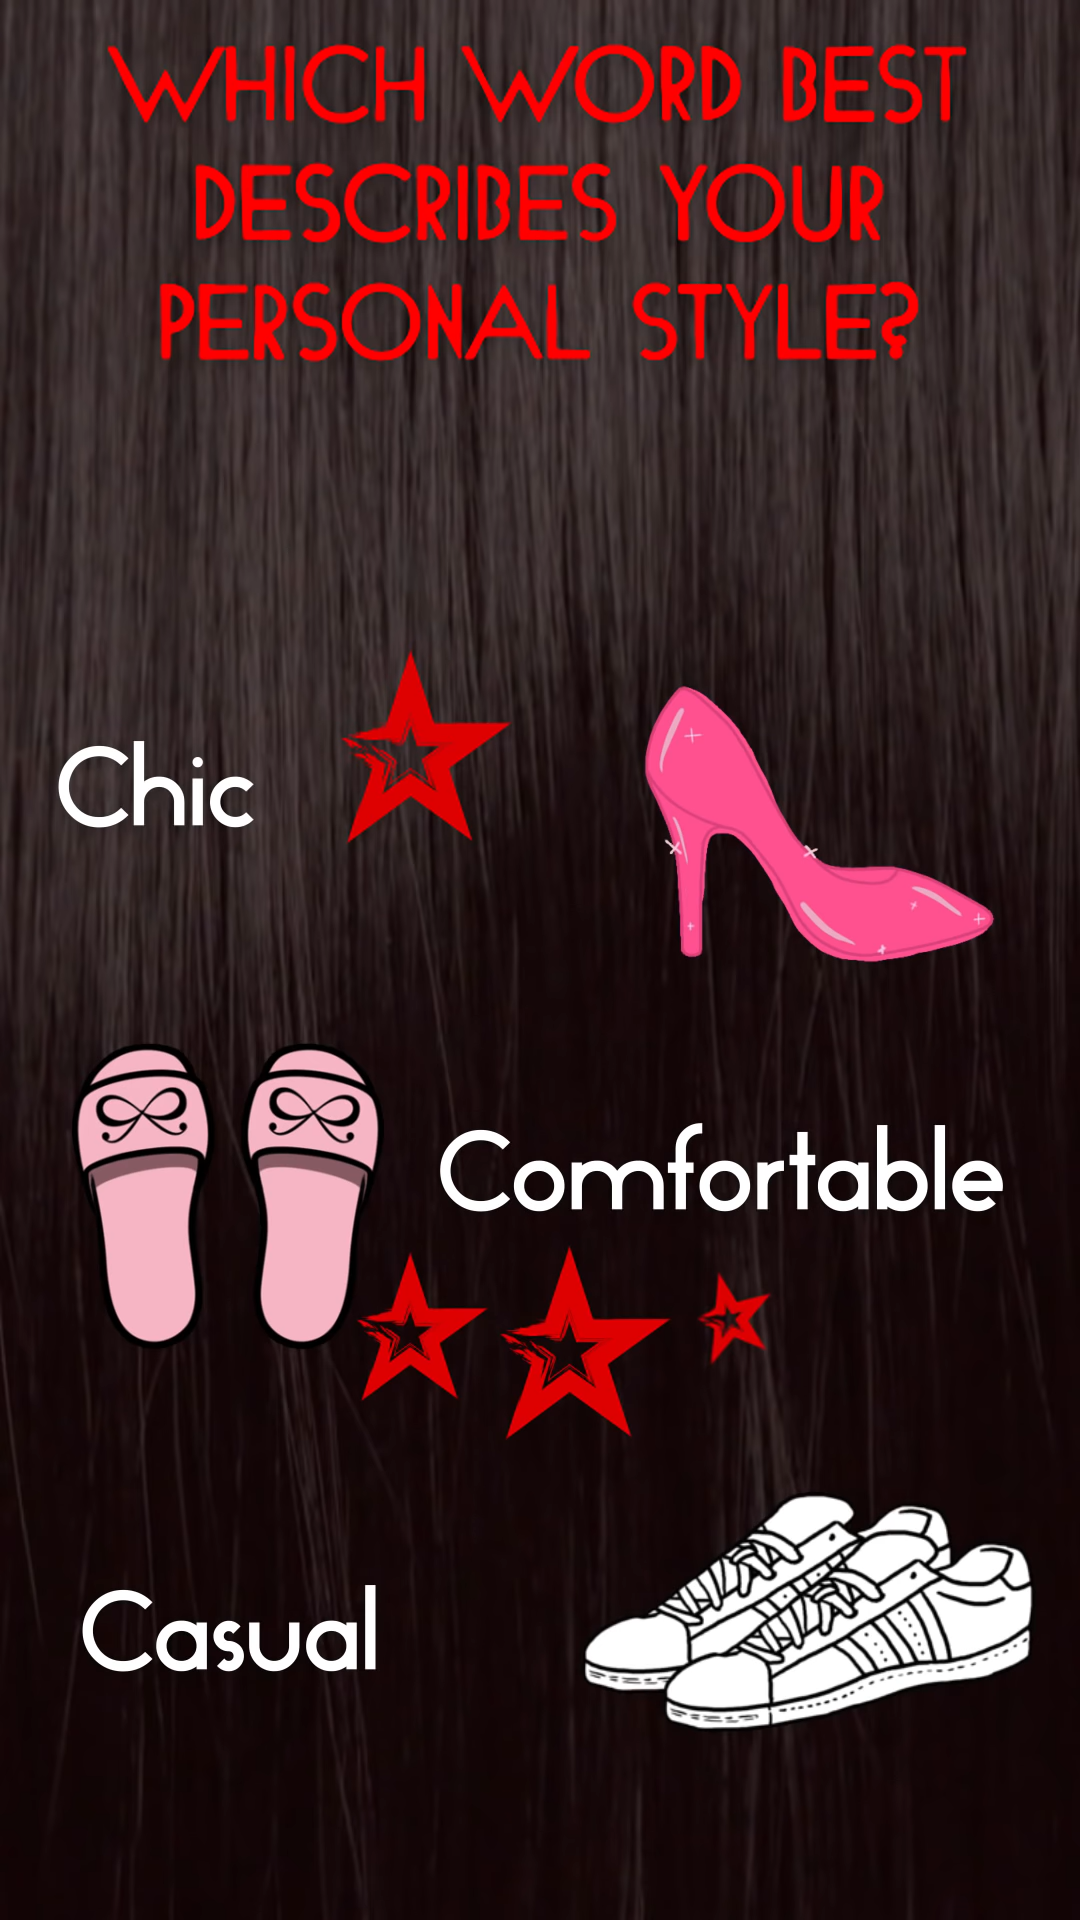 WHICH WORD BEST
DESCRIBES YOUR
PERSONAL STYLE?
Chic
Comfortable
Casual